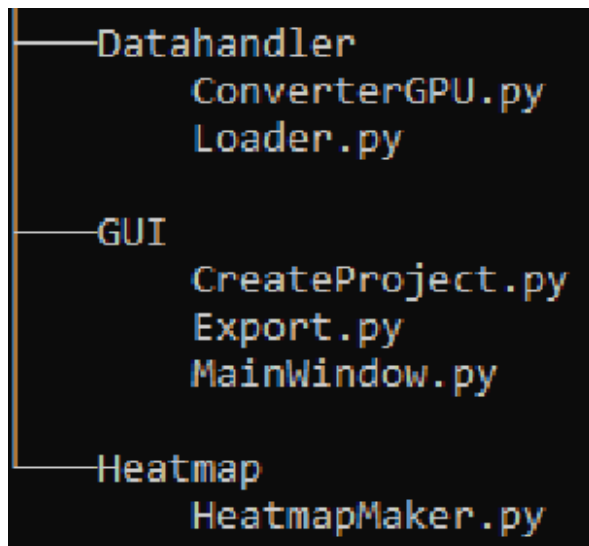 Datahandler
ConverterGPU.py
Loader.py
GUI
CreateProject.py
Export.py
MainWindow.py
Heatmap
HeatmapMaker.py